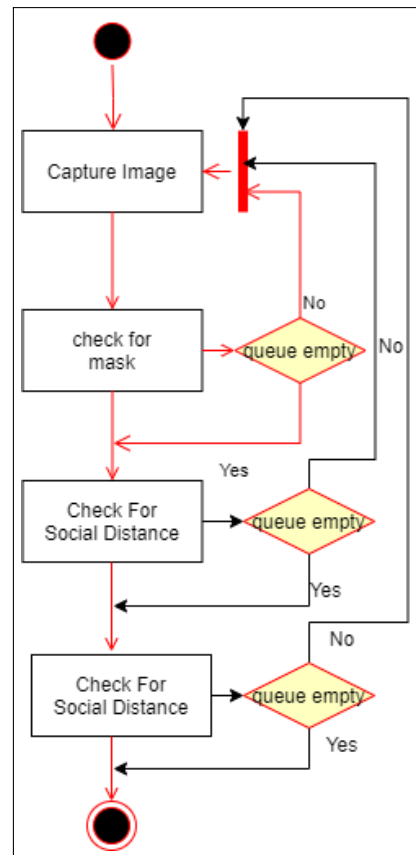 Capture Image
No
check for
mask
queue empty
No
Yes
Check For
Social Distance
queue empty
Yes
No
Check For
Social Distance
queue empty
Yes